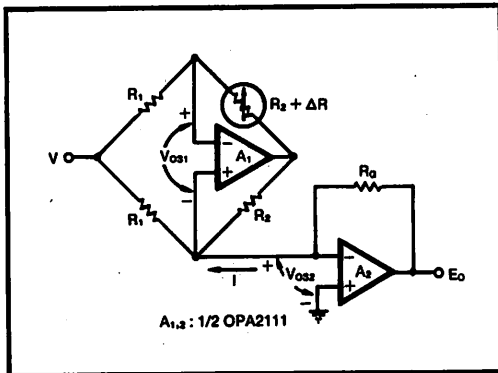 R1
R2 + ΔR
+
−
A1
V
VOS1
+
−
R1
R2
RG
+
VOS2
−
A2
EO
I
−
+
A1,2 : 1/2 OPA2111